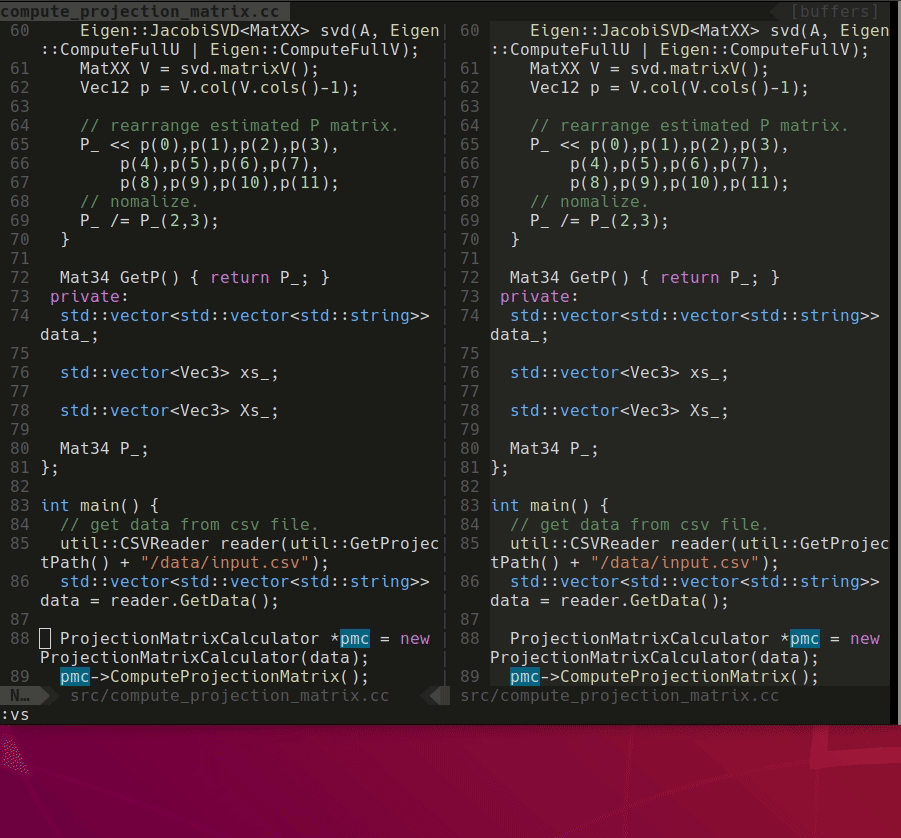 compute_projection_matrix.cc [buffers]
60 Eigen::JacobiSVD<MatXX> svd(A, Eigen
::ComputeFullU | Eigen::ComputeFullV);
61 MatXX V = svd.matrixV();
62 Vec12 p = V.col(V.cols()-1);
63
64 // rearrange estimated P matrix.
65 P_ << p(0),p(1),p(2),p(3),
66 p(4),p(5),p(6),p(7),
67 p(8),p(9),p(10),p(11);
68 // nomalize.
69 P_ /= P_(2,3);
70 }
71
72 Mat34 GetP() { return P_; }
73 private:
74 std::vector<std::vector<std::string>>
data_;
75
76 std::vector<Vec3> xs_;
77
78 std::vector<Vec3> Xs_;
79
80 Mat34 P_;
81 };
82
83 int main() {
84 // get data from csv file.
85 util::CSVReader reader(util::GetProjec
tPath() + "/data/input.csv");
86 std::vector<std::vector<std::string>>
data = reader.GetData();
87
88 ProjectionMatrixCalculator *pmc = new
ProjectionMatrixCalculator(data);
89 pmc->ComputeProjectionMatrix();
N… src/compute_projection_matrix.cc
60 Eigen::JacobiSVD<MatXX> svd(A, Eigen
::ComputeFullU | Eigen::ComputeFullV);
61 MatXX V = svd.matrixV();
62 Vec12 p = V.col(V.cols()-1);
63
64 // rearrange estimated P matrix.
65 P_ << p(0),p(1),p(2),p(3),
66 p(4),p(5),p(6),p(7),
67 p(8),p(9),p(10),p(11);
68 // nomalize.
69 P_ /= P_(2,3);
70 }
71
72 Mat34 GetP() { return P_; }
73 private:
74 std::vector<std::vector<std::string>>
data_;
75
76 std::vector<Vec3> xs_;
77
78 std::vector<Vec3> Xs_;
79
80 Mat34 P_;
81 };
82
83 int main() {
84 // get data from csv file.
85 util::CSVReader reader(util::GetProjec
tPath() + "/data/input.csv");
86 std::vector<std::vector<std::string>>
data = reader.GetData();
87
88 ProjectionMatrixCalculator *pmc = new
ProjectionMatrixCalculator(data);
89 pmc->ComputeProjectionMatrix();
src/compute_projection_matrix.cc
:vs